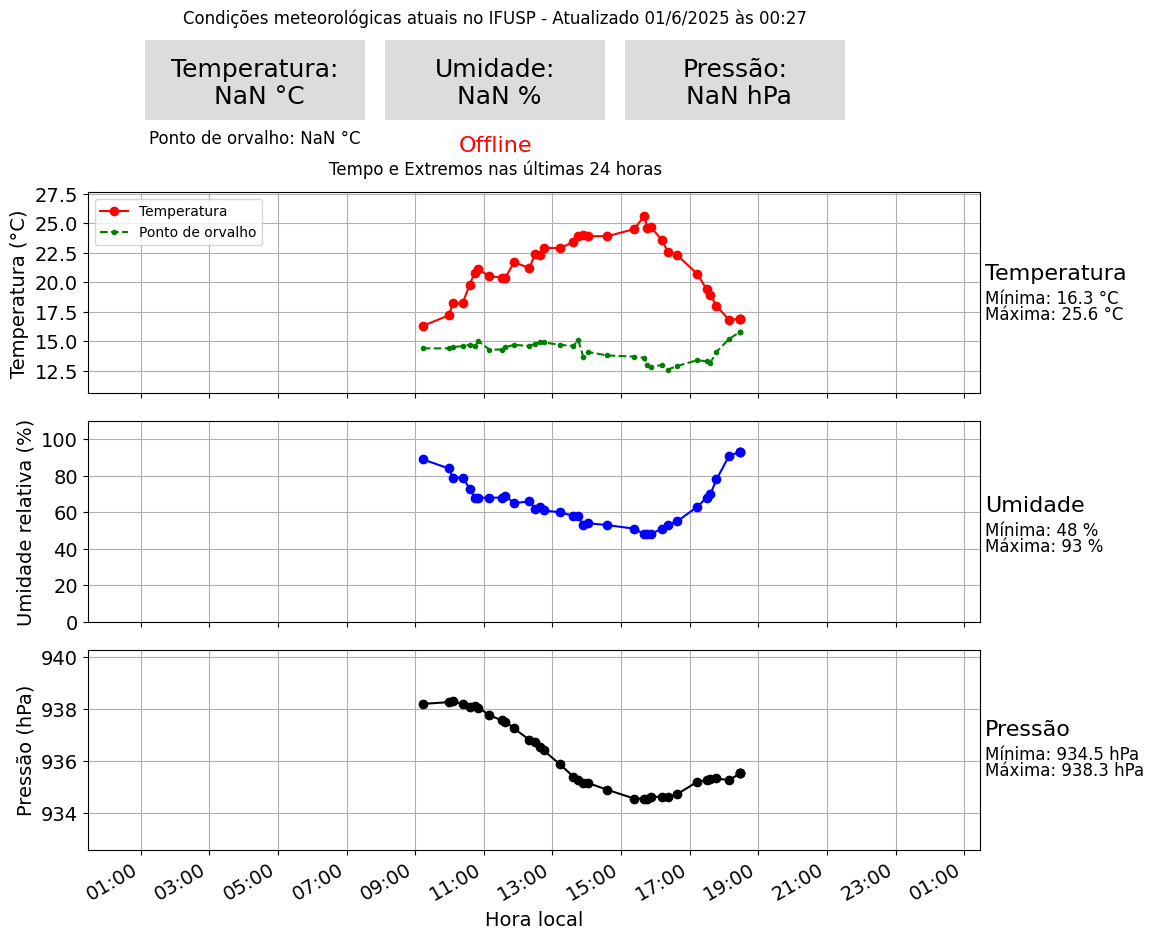 Condições meteorológicas atuais no IFUSP - Atualizado 01/6/2025 às 00:27
Temperatura:
NaN °C
Umidade:
NaN %
Pressão:
NaN hPa
Ponto de orvalho: NaN °C
Offline
Tempo e Extremos nas últimas 24 horas
Temperatura (°C)
27.5
25.0
22.5
20.0
17.5
15.0
12.5
Temperatura
Ponto de orvalho
Temperatura
Mínima: 16.3 °C
Máxima: 25.6 °C
Umidade relativa (%)
100
80
60
40
20
0
Umidade
Mínima: 48 %
Máxima: 93 %
Pressão (hPa)
940
938
936
934
Pressão
Mínima: 934.5 hPa
Máxima: 938.3 hPa
01:00 03:00 05:00 07:00 09:00 11:00 13:00 15:00 17:00 19:00 21:00 23:00 01:00
Hora local